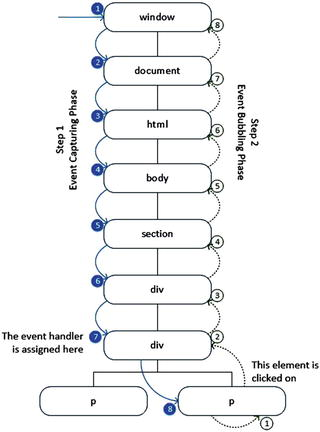 1
window
8
2
document
7
3
html
6
Step 1
Event Capturing Phase
Step 2
Event Bubbling Phase
4
body
5
5
section
4
6
div
3
The event handler
is assigned here
7
div
2
This element is
clicked on
p
p
8
1